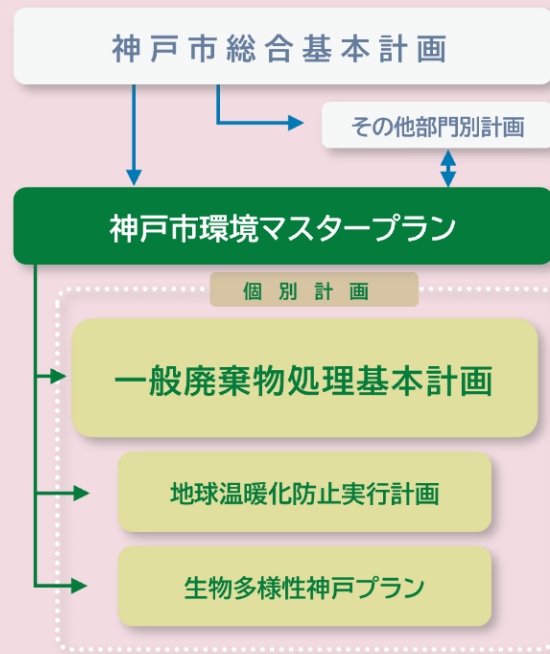 神戸市総合基本計画
その他部門別計画
神戸市環境マスタープラン
個別計画
一般廃棄物処理基本計画
地球温暖化防止実行計画
生物多様性神戸プラン